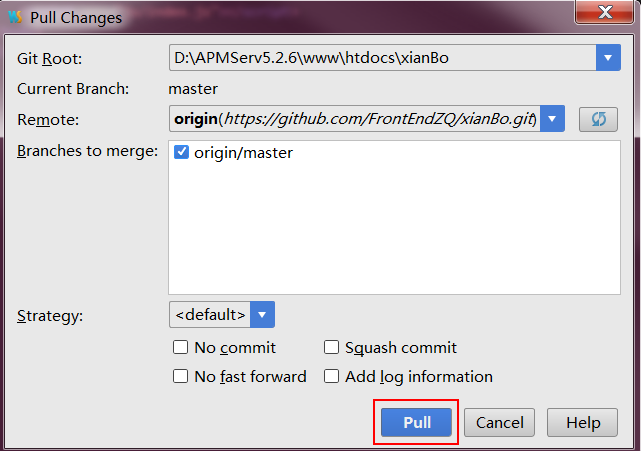 Pull Changes
Git Root: D:\APMServ5.2.6\www\htdocs\xianBo
Current Branch: master
Remote: origin(https://github.com/FrontEndZQ/xianBo.git)
Branches to merge: origin/master
Strategy: <default>
No commit Squash commit
No fast forward Add log information
Pull Cancel Help